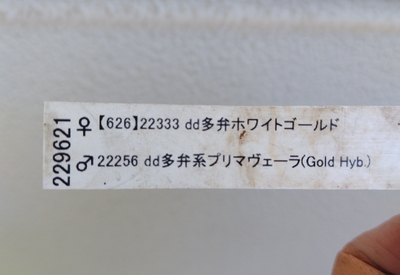 229621
♀【626】22333 dd多弁ホワイトゴールド
♂ 22256 dd多弁系プリマヴェーラ(Gold Hyb.)